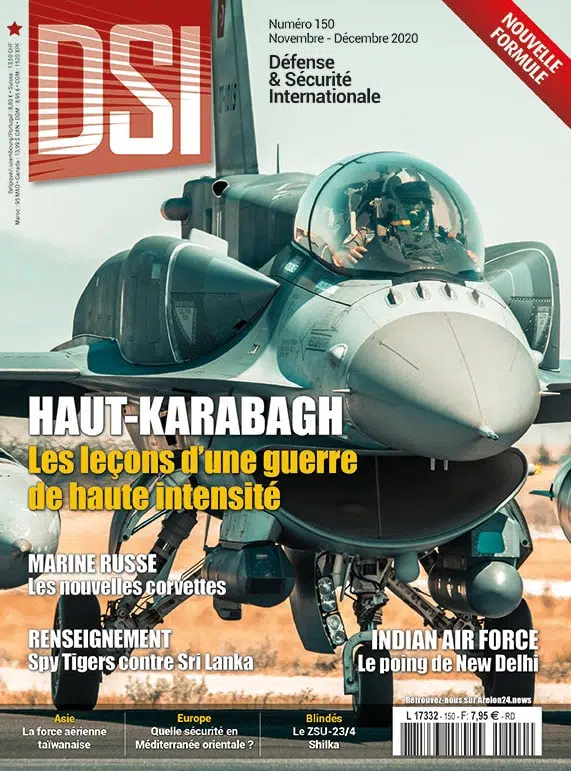 DSI
Numéro 150
Novembre - Décembre 2020
Défense
& Sécurité
Internationale
NOUVELLE
FORMULE
HAUT-KARABAGH
Les leçons d'une guerre
de haute intensité
MARINE RUSSE
Les nouvelles corvettes
RENSEIGNEMENT
Spy Tigers contre Sri Lanka
INDIAN AIR FORCE
Le poing de New Delhi
Retrouvez-nous sur Areion24.news
Asie
La force aérienne
taïwanaise
Europe
Quelle sécurité en
Méditerranée orientale ?
Blindés
Le ZSU-23/4
Shilka
L 17332 - 150 - F: 7,95 € - RD